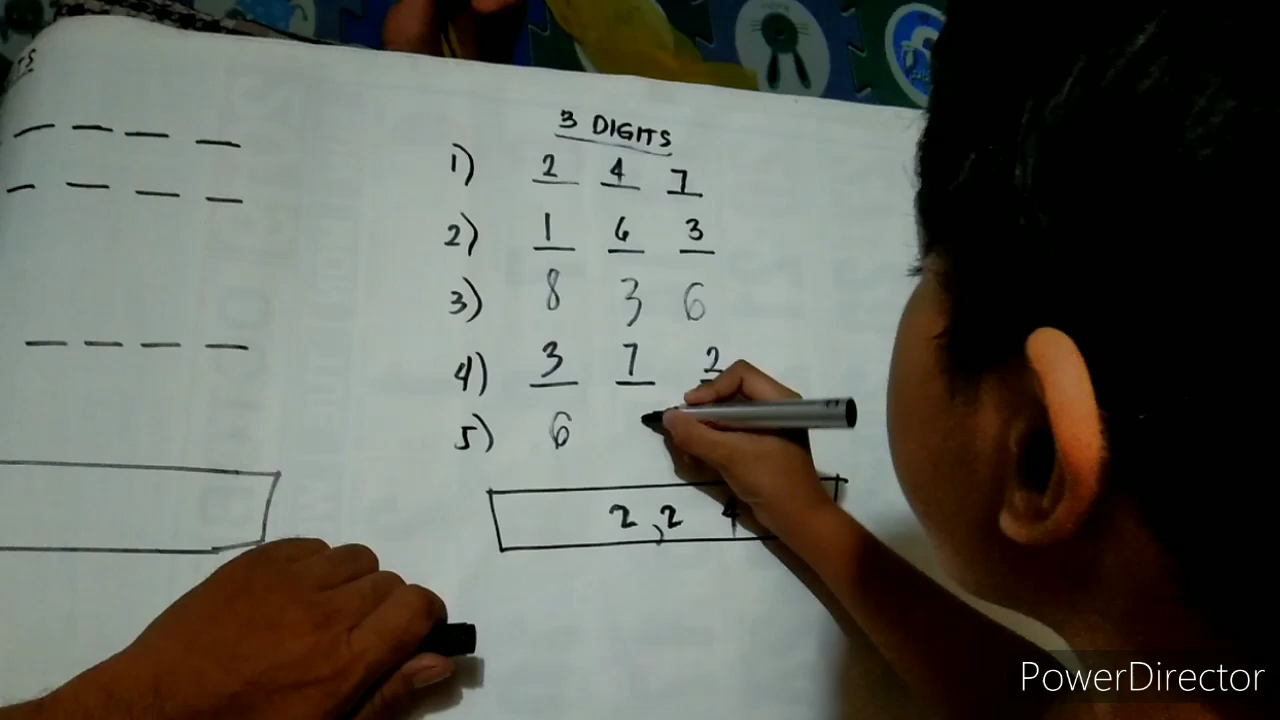 3 DIGITS
1) 2 4 7
2) 1 6 3
3) 8 3 6
4) 3 7 2
5) 6
2,2 4
PowerDirector